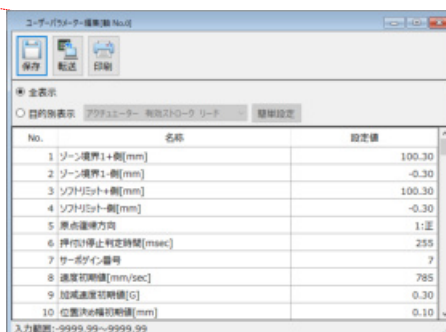 ユーザーパラメーター編集[軸 No.0]
保存 転送 印刷
全表示
目的別表示 アクチュエーター 有効ストローク リード 簡単設定
No. 名称 設定値
1 ゾーン境界1+側[mm] 100.30
2 ゾーン境界1-側[mm] -0.30
3 ソフトリミット+側[mm] 100.30
4 ソフトリミット-側[mm] -0.30
5 原点復帰方向 1:正
6 押付け停止判定時間[msec] 255
7 サーボゲイン番号 7
8 速度初期値[mm/sec] 785
9 加減速度初期値[G] 0.30
10 位置決め幅初期値[mm] 0.10
入力範囲:-9999.99~9999.99